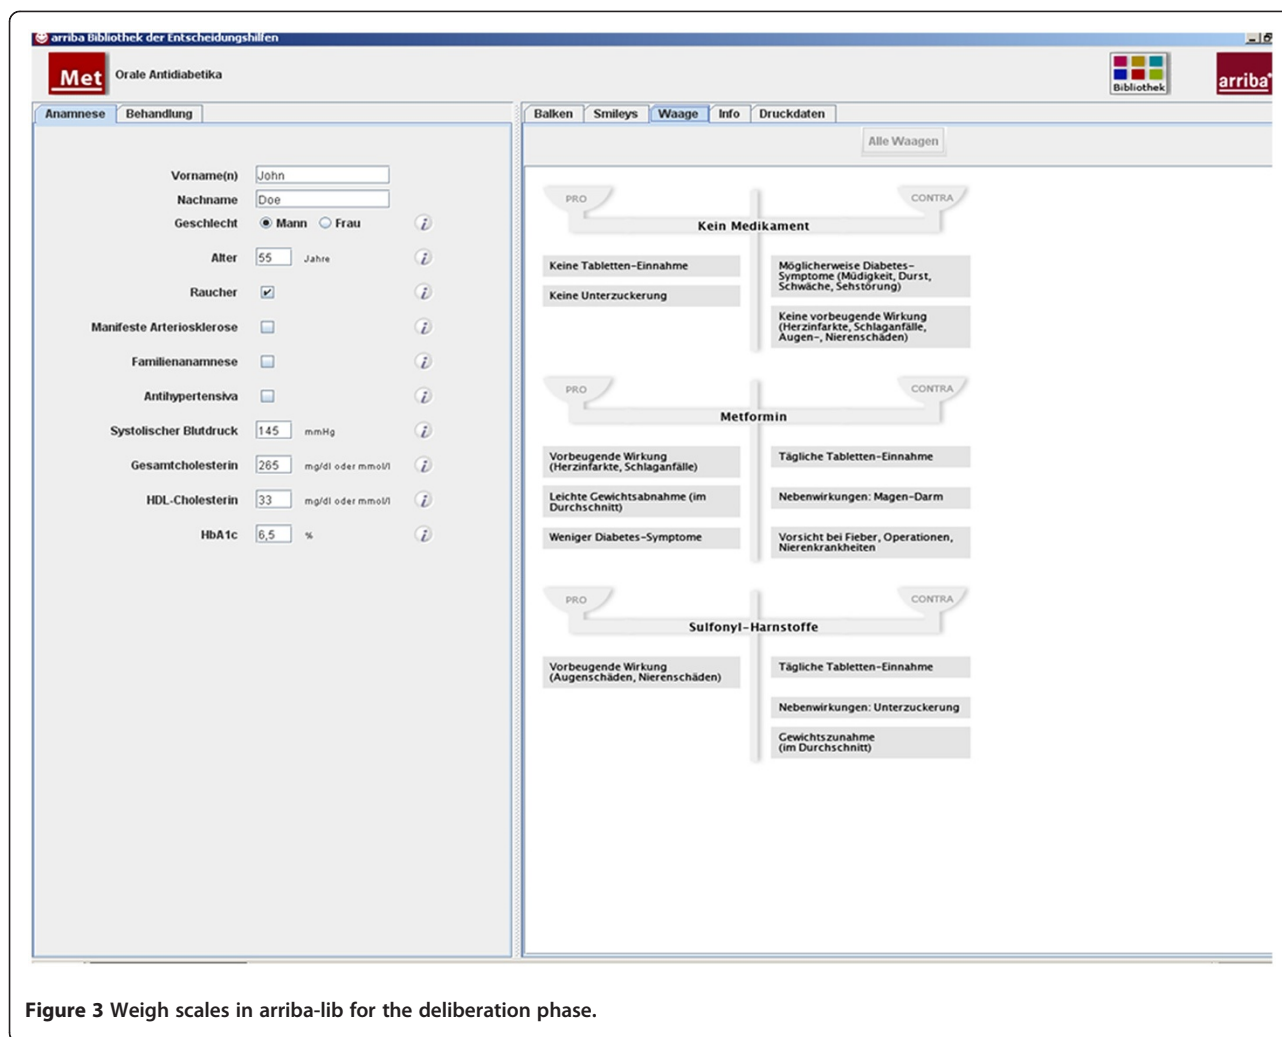 arriba Bibliothek der Entscheidungshilfen
Met
Orale Antidiabetika
Bibliothek
arriba
Anamnese
Behandlung
Vorname(n) John
Nachname Doe
Geschlecht Mann Frau i
Alter 55 Jahre i
Raucher i
Manifeste Arteriosklerose i
Familienanamnese i
Antihypertensiva i
Systolischer Blutdruck 145 mmHg i
Gesamtcholesterin 265 mg/dl oder mmol/l i
HDL-Cholesterin 33 mg/dl oder mmol/l i
HbA1c 6,5 % i
Balken
Smileys
Waage
Info
Druckdaten
Alle Waagen
PRO
CONTRA
Kein Medikament
Keine Tabletten-Einnahme
Keine Unterzuckerung
Möglicherweise Diabetes-
Symptome (Müdigkeit, Durst,
Schwäche, Sehstörung)
Keine vorbeugende Wirkung
(Herzinfarkte, Schlaganfälle,
Augen-, Nierenschäden)
PRO
CONTRA
Metformin
Vorbeugende Wirkung
(Herzinfarkte, Schlaganfälle)
Leichte Gewichtsabnahme (im
Durchschnitt)
Weniger Diabetes-Symptome
Tägliche Tabletten-Einnahme
Nebenwirkungen: Magen-Darm
Vorsicht bei Fieber, Operationen,
Nierenkrankheiten
PRO
CONTRA
Sulfonyl-Harnstoffe
Vorbeugende Wirkung
(Augenschäden, Nierenschäden)
Tägliche Tabletten-Einnahme
Nebenwirkungen: Unterzuckerung
Gewichtszunahme
(im Durchschnitt)
Figure 3 Weigh scales in arriba-lib for the deliberation phase.